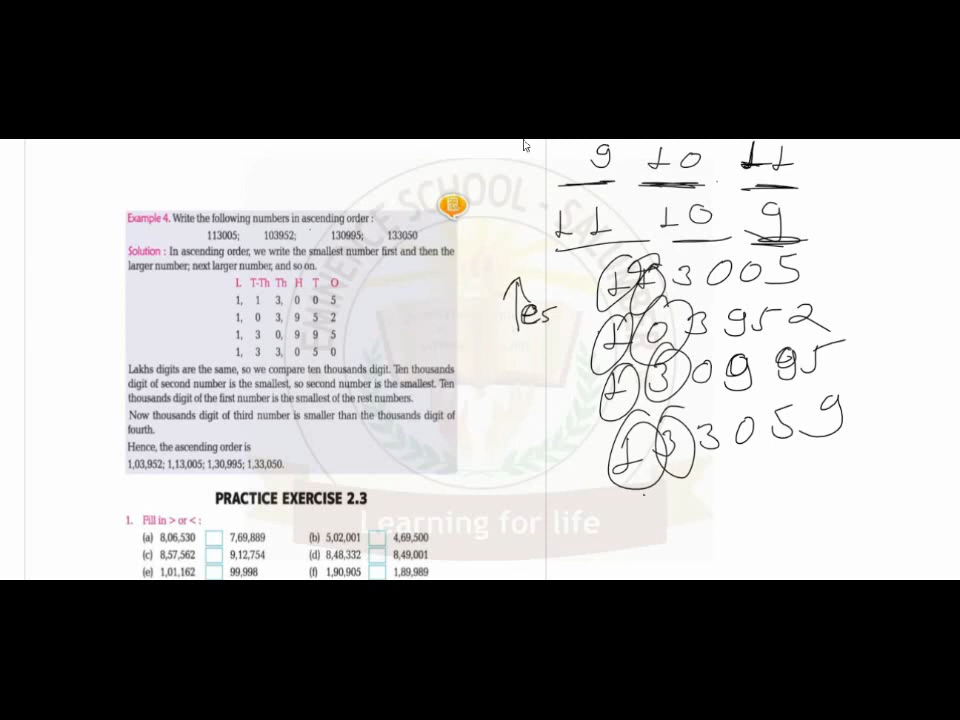 Example 4. Write the following numbers in ascending order :
113005; 103952; 130995; 133050
Solution : In ascending order, we write the smallest number first and then the
larger number; next larger number, and so on.
L T-Th Th H T O
1, 1 3, 0 0 5
1, 0 3, 9 5 2
1, 3 0, 9 9 5
1, 3 3, 0 5 0
Lakhs digits are the same, so we compare ten thousands digit. Ten thousands
digit of second number is the smallest, so second number is the smallest. Ten
thousands digit of the first number is the smallest of the rest numbers.
Now thousands digit of third number is smaller than the thousands digit of
fourth.
Hence, the ascending order is
1,03,952; 1,13,005; 1,30,995; 1,33,050.
PRACTICE EXERCISE 2.3
1. Fill in > or < :
(a) 8,06,530 7,69,889 (b) 5,02,001 4,69,500
(c) 8,57,562 9,12,754 (d) 8,48,332 8,49,001
(e) 1,01,162 99,998 (f) 1,90,905 1,89,989
9 10 11
11 10 9
113005
103952
130995
133059
EMINENCE SCHOOL -
Learning for life